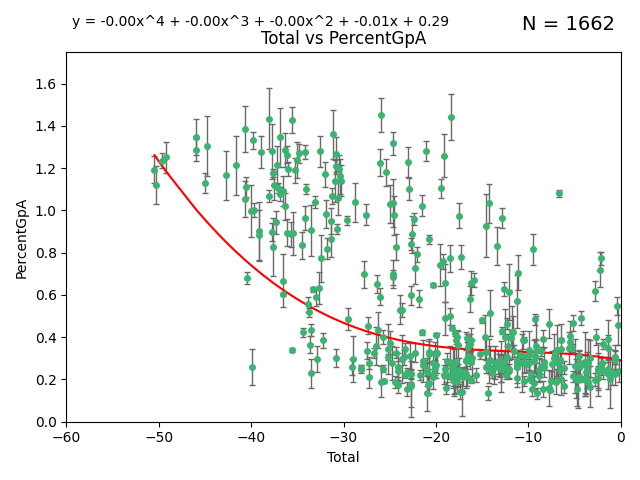 y = -0.00x^4 + -0.00x^3 + -0.00x^2 + -0.01x + 0.29
N = 1662
Total vs PercentGpA
PercentGpA
1.6
1.4
1.2
1.0
0.8
0.6
0.4
0.2
0.0
−60 −50 −40 −30 −20 −10 0
Total